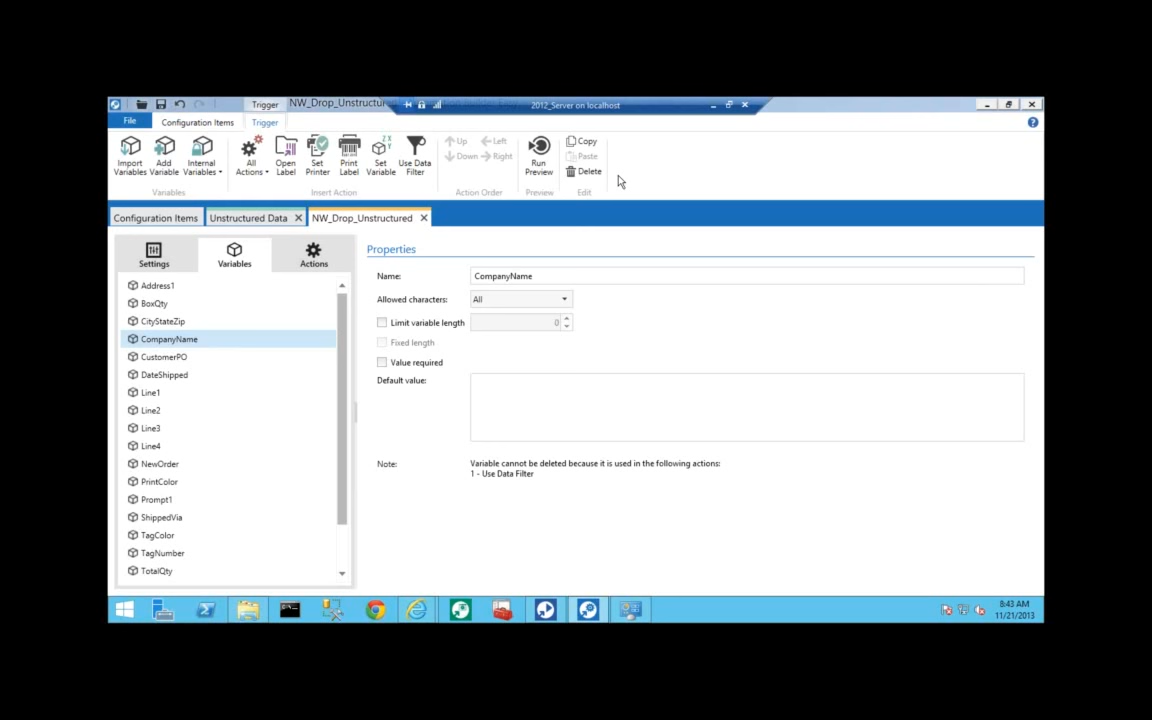 Trigger NW_Drop_Unstructur 2012_Server on localhost
File Configuration Items Trigger
Import Variables
Add Variable
Internal Variables
All Actions
Open Label
Set Printer
Print Label
Set Variable
Use Data Filter
Up Left
Down Right
Run Preview
Copy
Paste
Delete
Variables Insert Action Action Order Preview Edit
Configuration Items Unstructured Data NW_Drop_Unstructured
Settings Variables Actions
Address1
BoxQty
CityStateZip
CompanyName
CustomerPO
DateShipped
Line1
Line2
Line3
Line4
NewOrder
PrintColor
Prompt1
ShippedVia
TagColor
TagNumber
TotalQty
Properties
Name: CompanyName
Allowed characters: All
Limit variable length 0
Fixed length
Value required
Default value:
Note: Variable cannot be deleted because it is used in the following actions:
1 - Use Data Filter
8:43 AM
11/21/2013